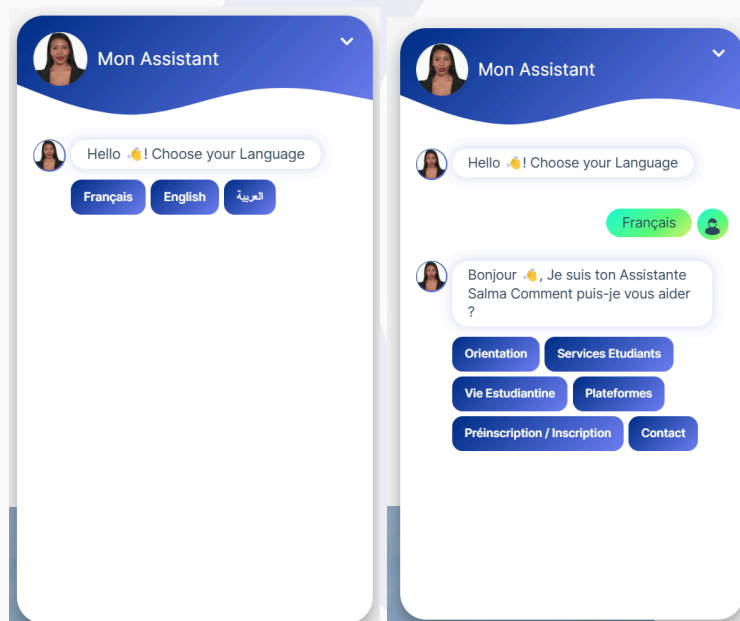 Mon Assistant
Hello 👋! Choose your Language
Français English العربية
Mon Assistant
Hello 👋! Choose your Language
Français
Bonjour 👋, Je suis ton Assistante
Salma Comment puis-je vous aider
?
Orientation Services Etudiants
Vie Estudiantine Plateformes
Préinscription / Inscription Contact